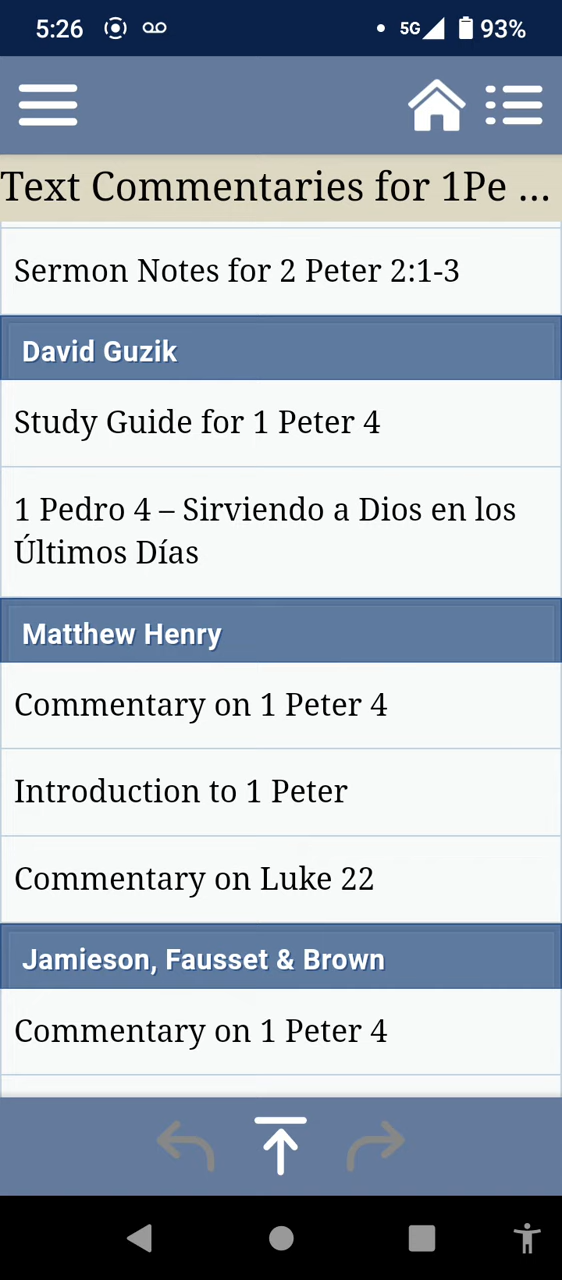 5:26 5G 93%
Text Commentaries for 1Pe ...
Sermon Notes for 2 Peter 2:1-3
David Guzik
Study Guide for 1 Peter 4
1 Pedro 4 – Sirviendo a Dios en los
Últimos Días
Matthew Henry
Commentary on 1 Peter 4
Introduction to 1 Peter
Commentary on Luke 22
Jamieson, Fausset & Brown
Commentary on 1 Peter 4